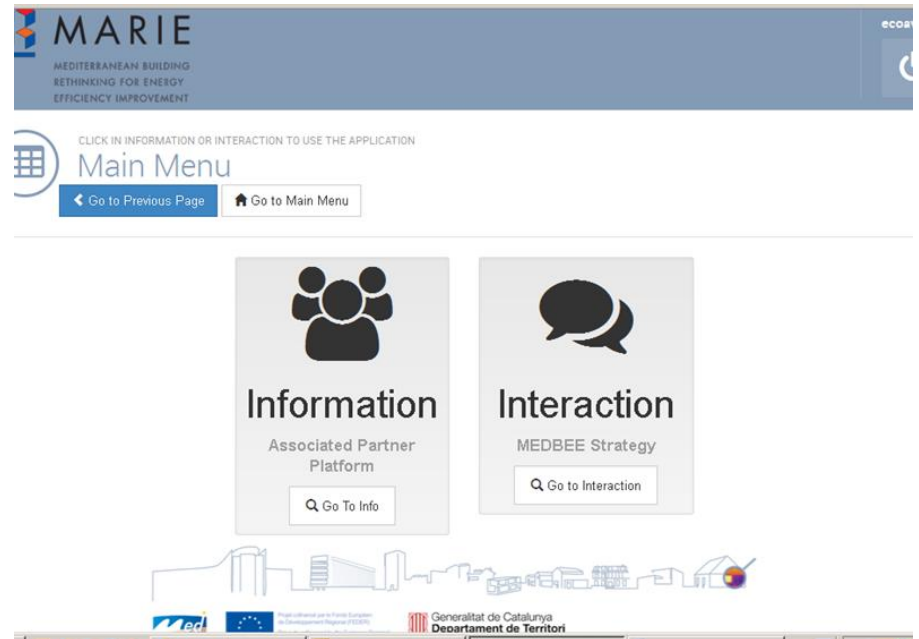 MARIE
MEDITERRANEAN BUILDING
RETHINKING FOR ENERGY
EFFICIENCY IMPROVEMENT
CLICK IN INFORMATION OR INTERACTION TO USE THE APPLICATION
Main Menu
Go to Previous Page
Go to Main Menu
Information
Associated Partner
Platform
Go To Info
Interaction
MEDBEE Strategy
Go to Interaction
Med
Generalitat de Catalunya
Departament de Territori